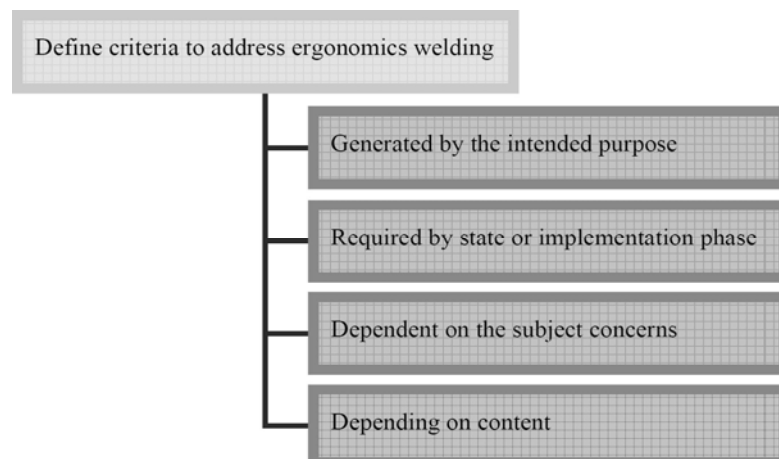 Define criteria to address ergonomics welding
Generated by the intended purpose
Required by state or implementation phase
Dependent on the subject concerns
Depending on content